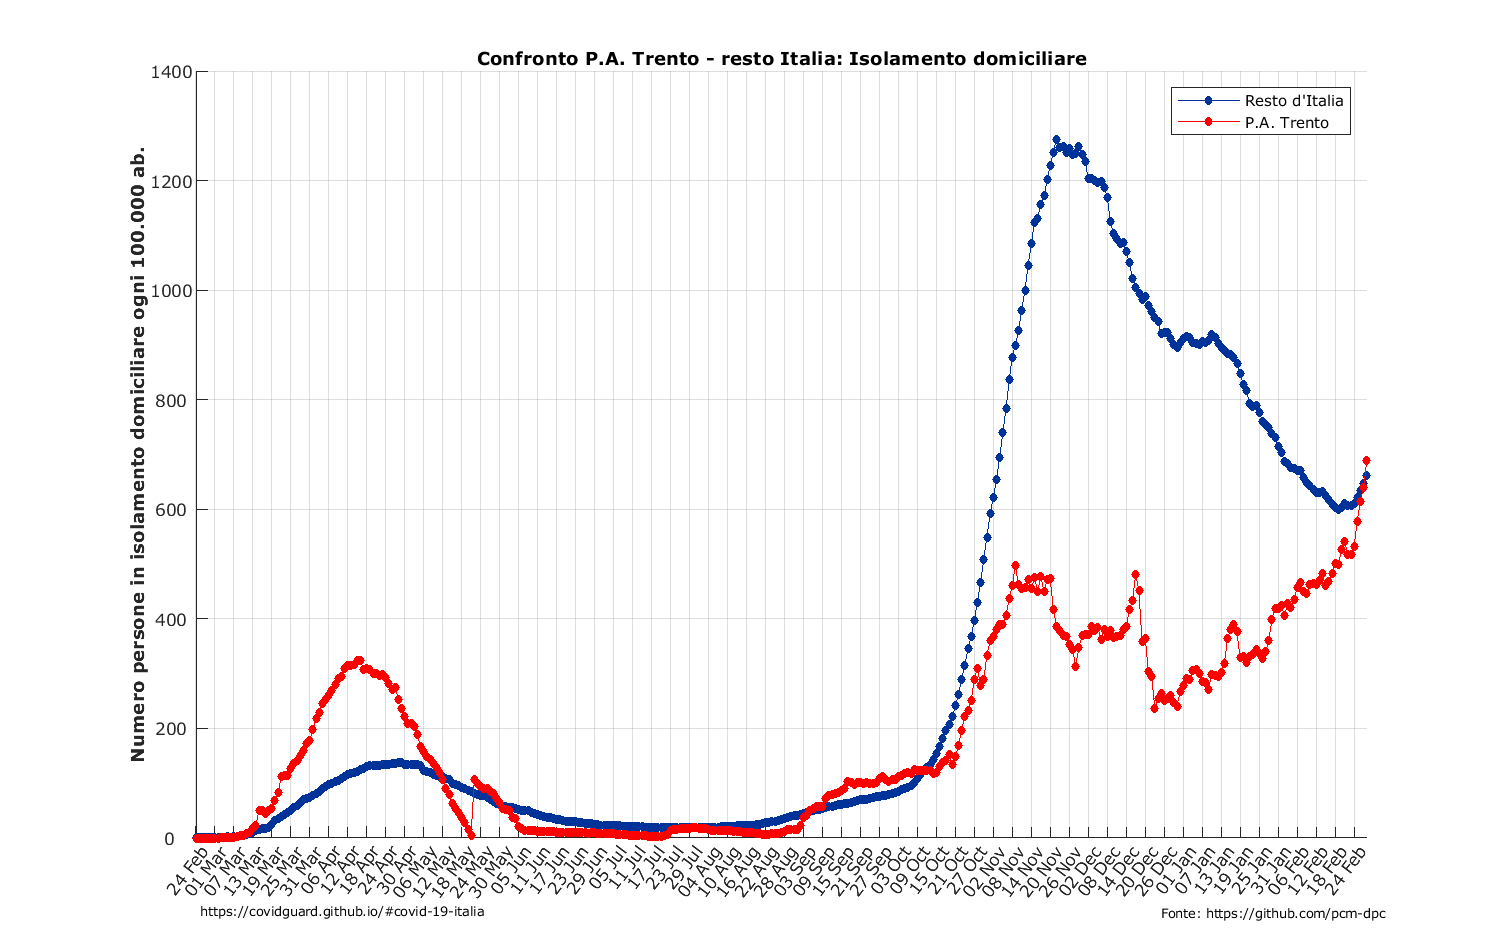 Confronto P.A. Trento - resto Italia: Isolamento domiciliare
Numero persone in isolamento domiciliare ogni 100.000 ab.
1400
1200
1000
800
600
400
200
0
Resto d'Italia
P.A. Trento
24 Feb
01 Mar
07 Mar
13 Mar
19 Mar
25 Mar
31 Mar
06 Apr
12 Apr
18 Apr
24 Apr
30 Apr
06 May
12 May
18 May
24 May
30 May
05 Jun
11 Jun
17 Jun
23 Jun
29 Jun
05 Jul
11 Jul
17 Jul
23 Jul
29 Jul
04 Aug
10 Aug
16 Aug
22 Aug
28 Aug
03 Sep
09 Sep
15 Sep
21 Sep
27 Sep
03 Oct
09 Oct
15 Oct
21 Oct
27 Oct
02 Nov
08 Nov
14 Nov
20 Nov
26 Nov
02 Dec
08 Dec
14 Dec
20 Dec
26 Dec
01 Jan
07 Jan
13 Jan
19 Jan
25 Jan
31 Jan
06 Feb
12 Feb
18 Feb
24 Feb
https://covidguard.github.io/#covid-19-italia
Fonte: https://github.com/pcm-dpc